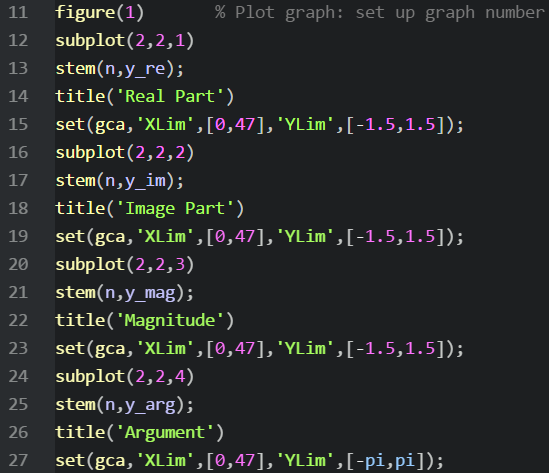 11 figure(1)       % Plot graph: set up graph number
12 subplot(2,2,1)
13 stem(n,y_re);
14 title('Real Part')
15 set(gca,'XLim',[0,47],'YLim',[-1.5,1.5]);
16 subplot(2,2,2)
17 stem(n,y_im);
18 title('Image Part')
19 set(gca,'XLim',[0,47],'YLim',[-1.5,1.5]);
20 subplot(2,2,3)
21 stem(n,y_mag);
22 title('Magnitude')
23 set(gca,'XLim',[0,47],'YLim',[-1.5,1.5]);
24 subplot(2,2,4)
25 stem(n,y_arg);
26 title('Argument')
27 set(gca,'XLim',[0,47],'YLim',[-pi,pi]);